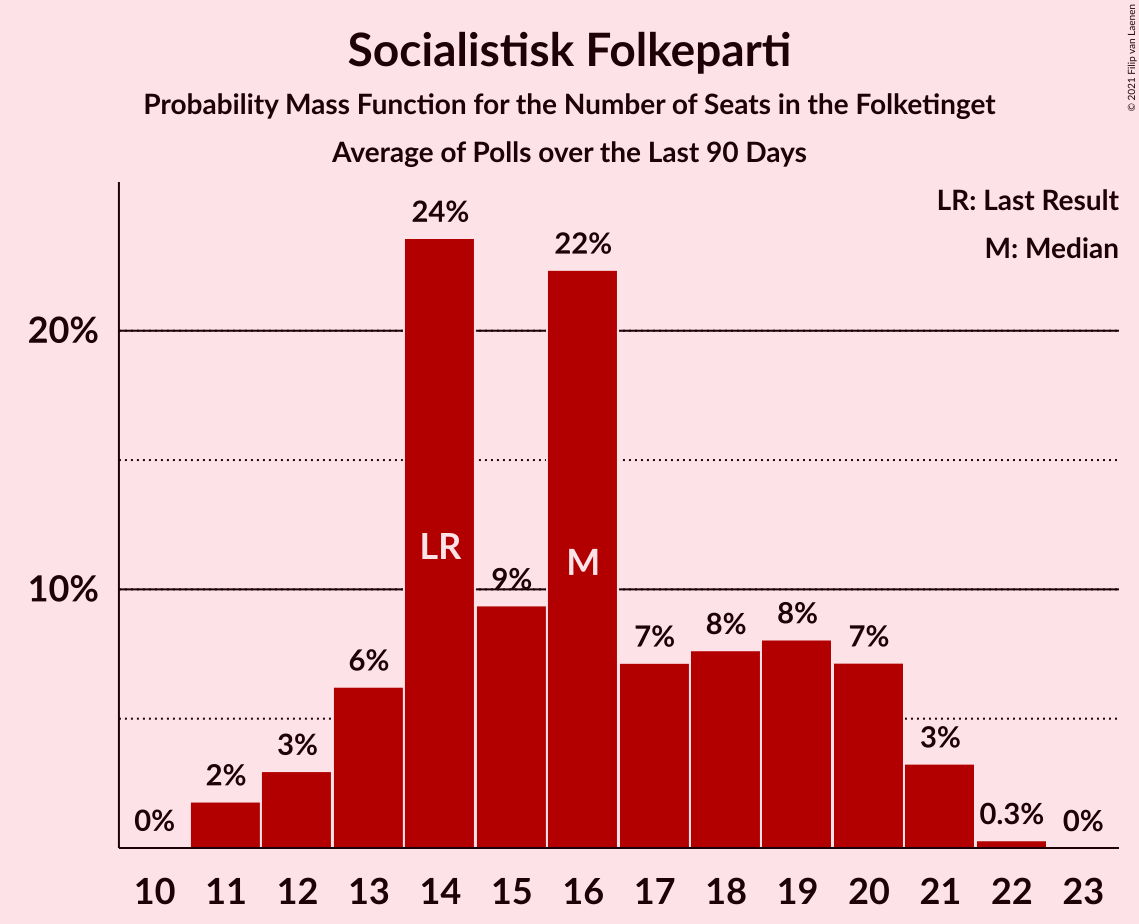 Socialistisk Folkeparti
Probability Mass Function for the Number of Seats in the Folketinget
Average of Polls over the Last 90 Days
© 2021 Filip van Laenen
LR: Last Result
M: Median
20%
10%
0%
2%
3%
6%
24%
9%
22%
7%
8%
8%
7%
3%
0.3%
0%
LR
M
10 11 12 13 14 15 16 17 18 19 20 21 22 23